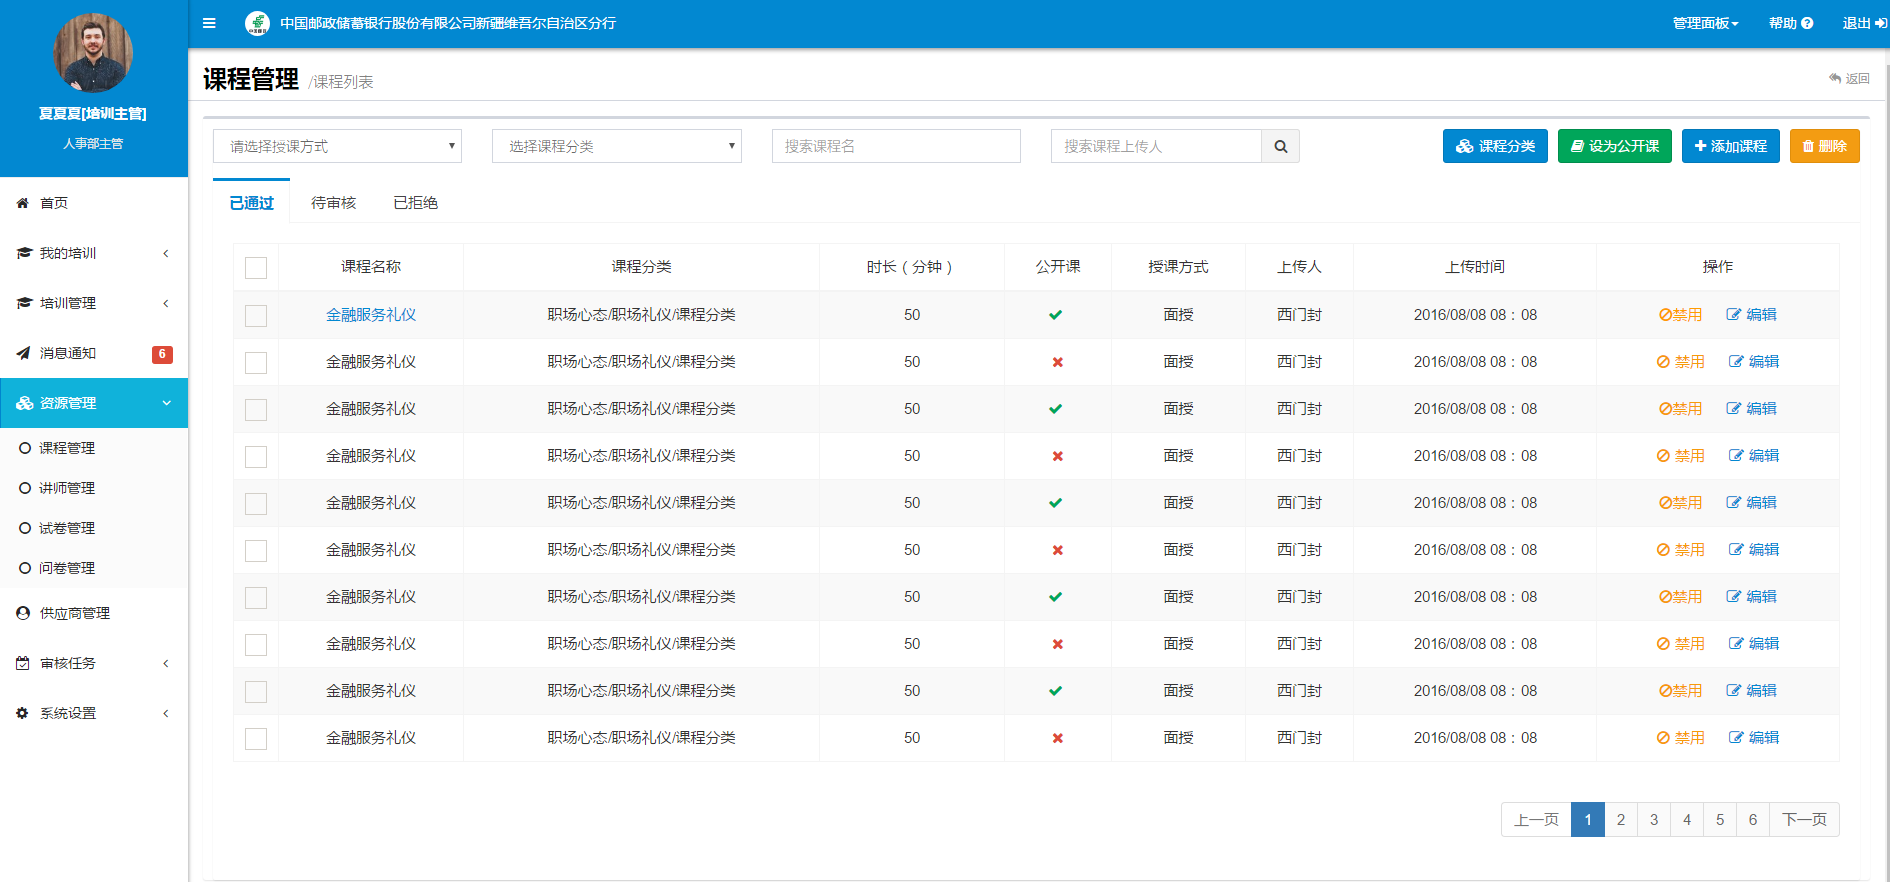 中国邮政储蓄银行股份有限公司新疆维吾尔自治区分行
管理面板 帮助 退出
夏夏夏[培训主管]
人事部主管
首页
我的培训
培训管理
消息通知 6
资源管理
课程管理
讲师管理
试卷管理
问卷管理
供应商管理
审核任务
系统设置
课程管理 /课程列表 返回
请选择授课方式 选择课程分类 搜索课程名 搜索课程上传人 课程分类 设为公开课 添加课程 删除
已通过 待审核 已拒绝
课程名称 课程分类 时长（分钟） 公开课 授课方式 上传人 上传时间 操作
金融服务礼仪 职场心态/职场礼仪/课程分类 50 ✔ 面授 西门封 2016/08/08 08：08 禁用 编辑
金融服务礼仪 职场心态/职场礼仪/课程分类 50 ✖ 面授 西门封 2016/08/08 08：08 禁用 编辑
金融服务礼仪 职场心态/职场礼仪/课程分类 50 ✔ 面授 西门封 2016/08/08 08：08 禁用 编辑
金融服务礼仪 职场心态/职场礼仪/课程分类 50 ✖ 面授 西门封 2016/08/08 08：08 禁用 编辑
金融服务礼仪 职场心态/职场礼仪/课程分类 50 ✔ 面授 西门封 2016/08/08 08：08 禁用 编辑
金融服务礼仪 职场心态/职场礼仪/课程分类 50 ✖ 面授 西门封 2016/08/08 08：08 禁用 编辑
金融服务礼仪 职场心态/职场礼仪/课程分类 50 ✔ 面授 西门封 2016/08/08 08：08 禁用 编辑
金融服务礼仪 职场心态/职场礼仪/课程分类 50 ✖ 面授 西门封 2016/08/08 08：08 禁用 编辑
金融服务礼仪 职场心态/职场礼仪/课程分类 50 ✔ 面授 西门封 2016/08/08 08：08 禁用 编辑
金融服务礼仪 职场心态/职场礼仪/课程分类 50 ✖ 面授 西门封 2016/08/08 08：08 禁用 编辑
上一页 1 2 3 4 5 6 下一页